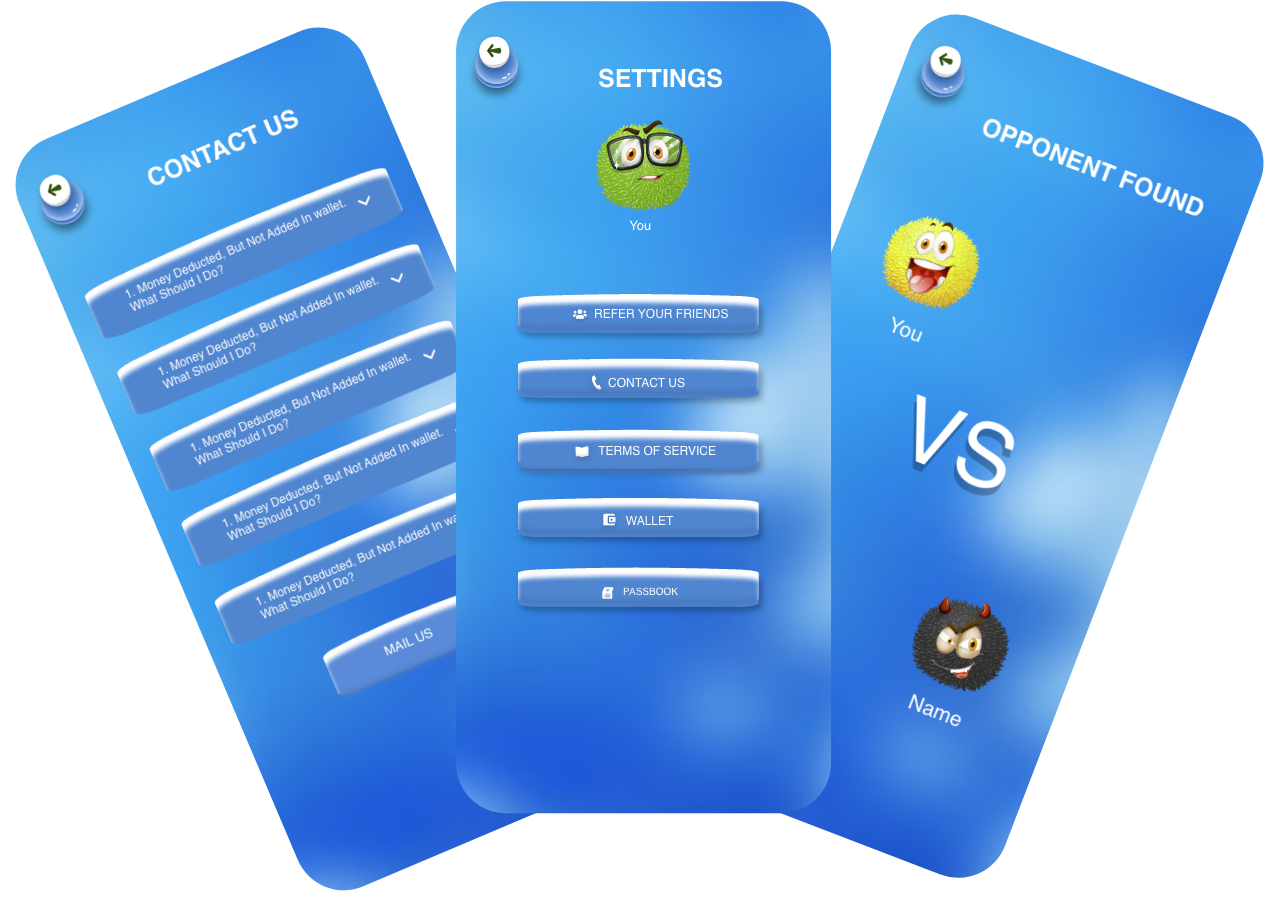 CONTACT US
1. Money Deducted, But Not Added In wallet.
What Should I Do?
1. Money Deducted, But Not Added In wallet.
What Should I Do?
1. Money Deducted, But Not Added In wallet.
What Should I Do?
1. Money Deducted, But Not Added In wallet.
What Should I Do?
1. Money Deducted, But Not Added In
What Should I Do?
MAIL US
SETTINGS
You
REFER YOUR FRIENDS
CONTACT US
TERMS OF SERVICE
WALLET
PASSBOOK
OPPONENT FOUND
You
VS
Name